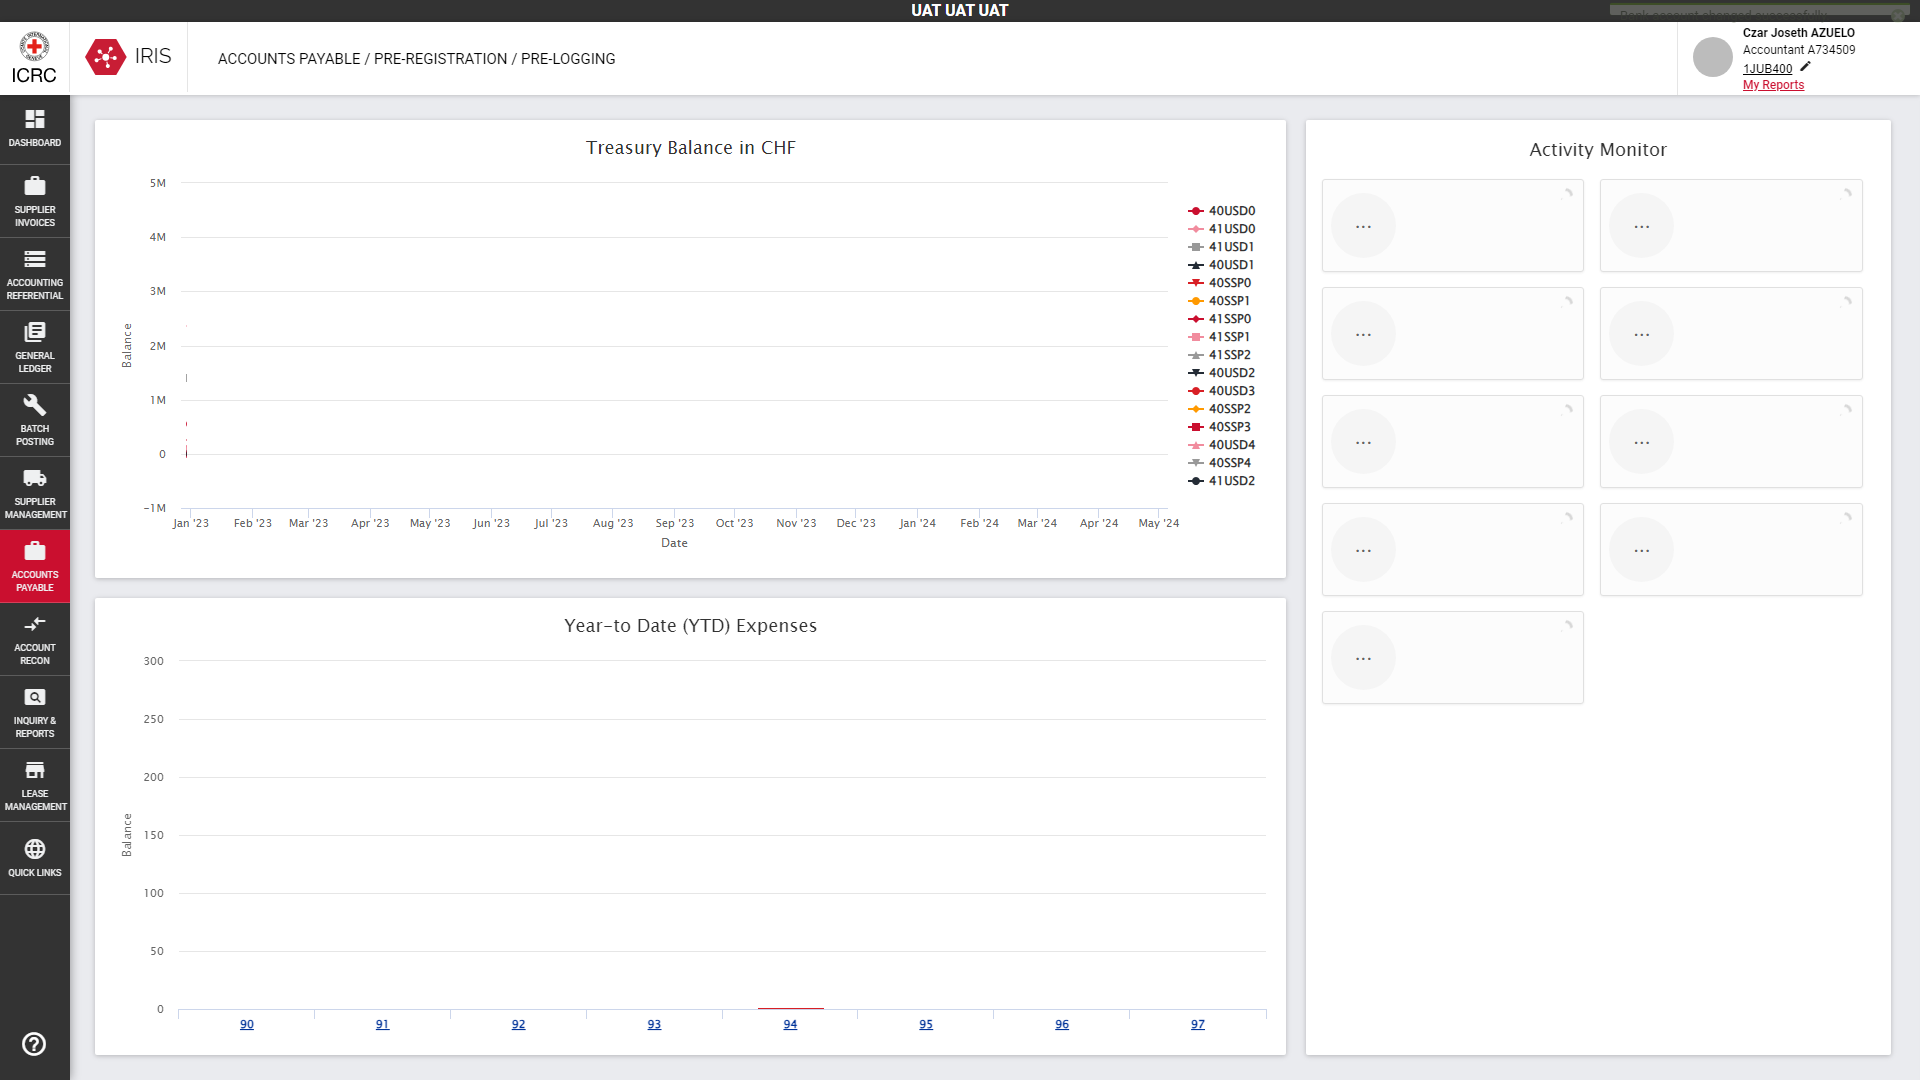 UAT UAT UAT
Bank account changed successfully
ICRC
IRIS
ACCOUNTS PAYABLE / PRE-REGISTRATION / PRE-LOGGING
Czar Joseth AZUELO
Accountant A734509
1JUB400
My Reports
DASHBOARD
SUPPLIER
INVOICES
ACCOUNTING
REFERENTIAL
GENERAL
LEDGER
BATCH
POSTING
SUPPLIER
MANAGEMENT
ACCOUNTS
PAYABLE
ACCOUNT
RECON
INQUIRY &
REPORTS
LEASE
MANAGEMENT
QUICK LINKS
Treasury Balance in CHF
Balance
5M
4M
3M
2M
1M
0
-1M
Jan '23 Feb '23 Mar '23 Apr '23 May '23 Jun '23 Jul '23 Aug '23 Sep '23 Oct '23 Nov '23 Dec '23 Jan '24 Feb '24 Mar '24 Apr '24 May '24
Date
40USD0
41USD0
41USD1
40USD1
40SSP0
40SSP1
41SSP0
41SSP1
41SSP2
40USD2
40USD3
40SSP2
40SSP3
40USD4
40SSP4
41USD2
Year-to Date (YTD) Expenses
Balance
300
250
200
150
100
50
0
90 91 92 93 94 95 96 97
Activity Monitor
... ...
... ...
... ...
... ...
...